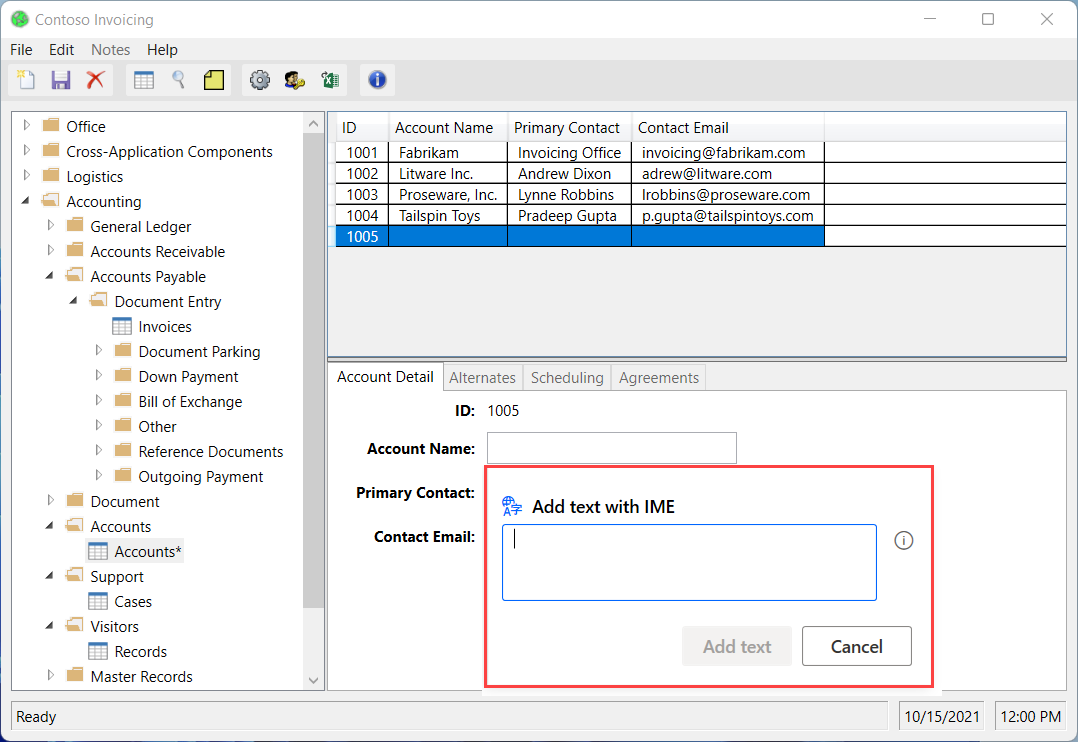 Contoso Invoicing
File Edit Notes Help
Office
Cross-Application Components
Logistics
Accounting
General Ledger
Accounts Receivable
Accounts Payable
Document Entry
Invoices
Document Parking
Down Payment
Bill of Exchange
Other
Reference Documents
Outgoing Payment
Document
Accounts
Accounts*
Support
Cases
Visitors
Records
Master Records
ID Account Name Primary Contact Contact Email
1001 Fabrikam Invoicing Office invoicing@fabrikam.com
1002 Litware Inc. Andrew Dixon adrew@litware.com
1003 Proseware, Inc. Lynne Robbins lrobbins@proseware.com
1004 Tailspin Toys Pradeep Gupta p.gupta@tailspintoys.com
1005
Account Detail Alternates Scheduling Agreements
ID: 1005
Account Name:
Primary Contact:
Contact Email:
A字 Add text with IME
Add text Cancel
Ready 10/15/2021 12:00 PM